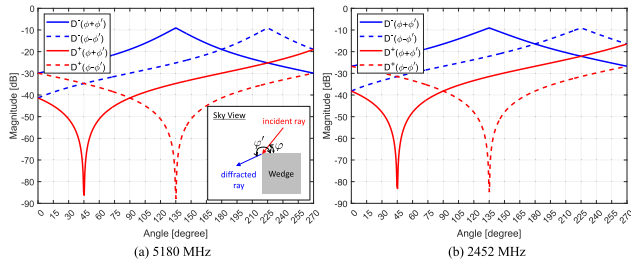 D⁻(ϕ+ϕ′)
D⁻(ϕ-ϕ′)
D⁺(ϕ+ϕ′)
D⁺(ϕ-ϕ′)
Magnitude [dB]
0
-10
-20
-30
-40
-50
-60
-70
-80
-90
Sky View
incident ray
φ′
φ
diffracted
ray
Wedge
0 15 30 45 60 75 90 105 120 135 150 165 180 195 210 225 240 255 270
Angle [degree]
(a) 5180 MHz
D⁻(ϕ+ϕ′)
D⁻(ϕ-ϕ′)
D⁺(ϕ+ϕ′)
D⁺(ϕ-ϕ′)
Magnitude [dB]
0
-10
-20
-30
-40
-50
-60
-70
-80
-90
0 15 30 45 60 75 90 105 120 135 150 165 180 195 210 225 240 255 270
Angle [degree]
(b) 2452 MHz